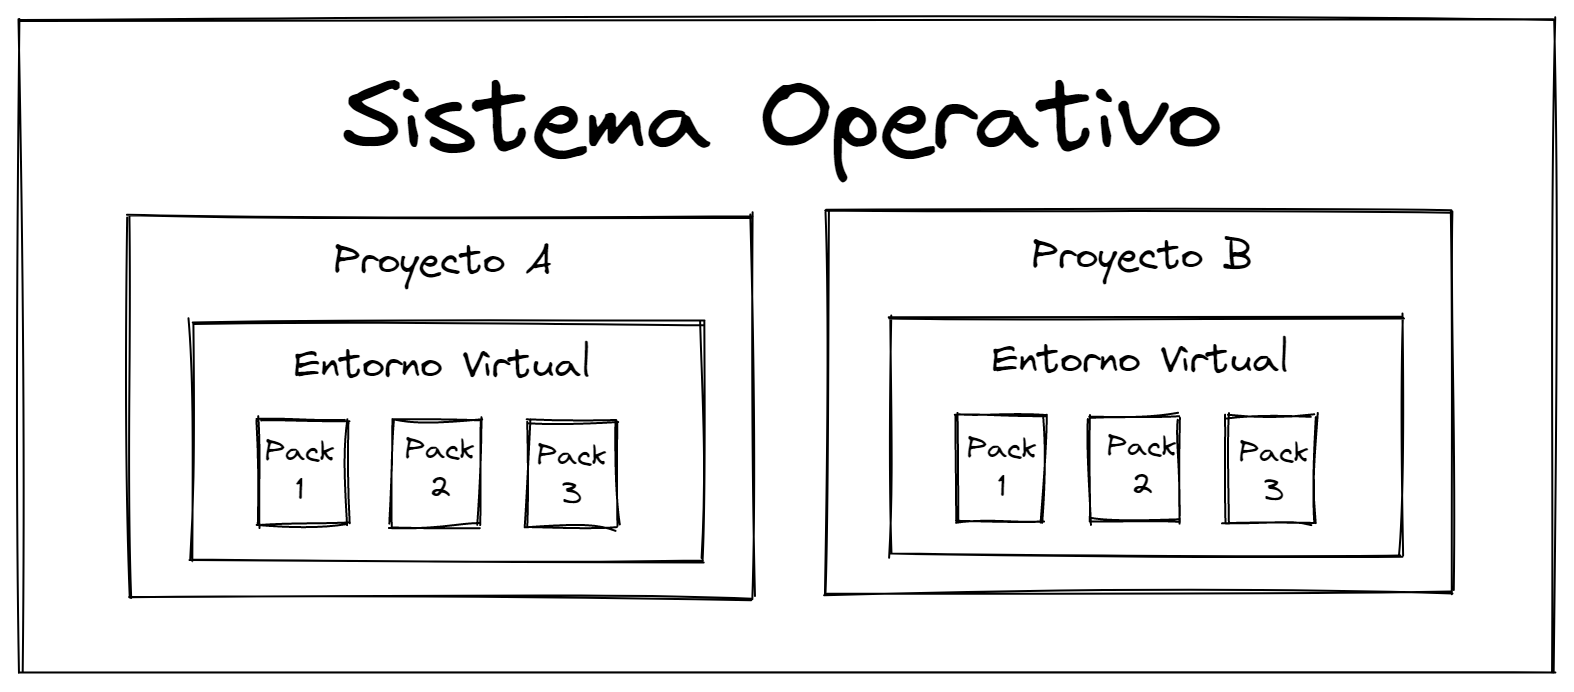 Sistema Operativo
Proyecto A
Entorno Virtual
Pack
1
Pack
2
Pack
3
Proyecto B
Entorno Virtual
Pack
1
Pack
2
Pack
3